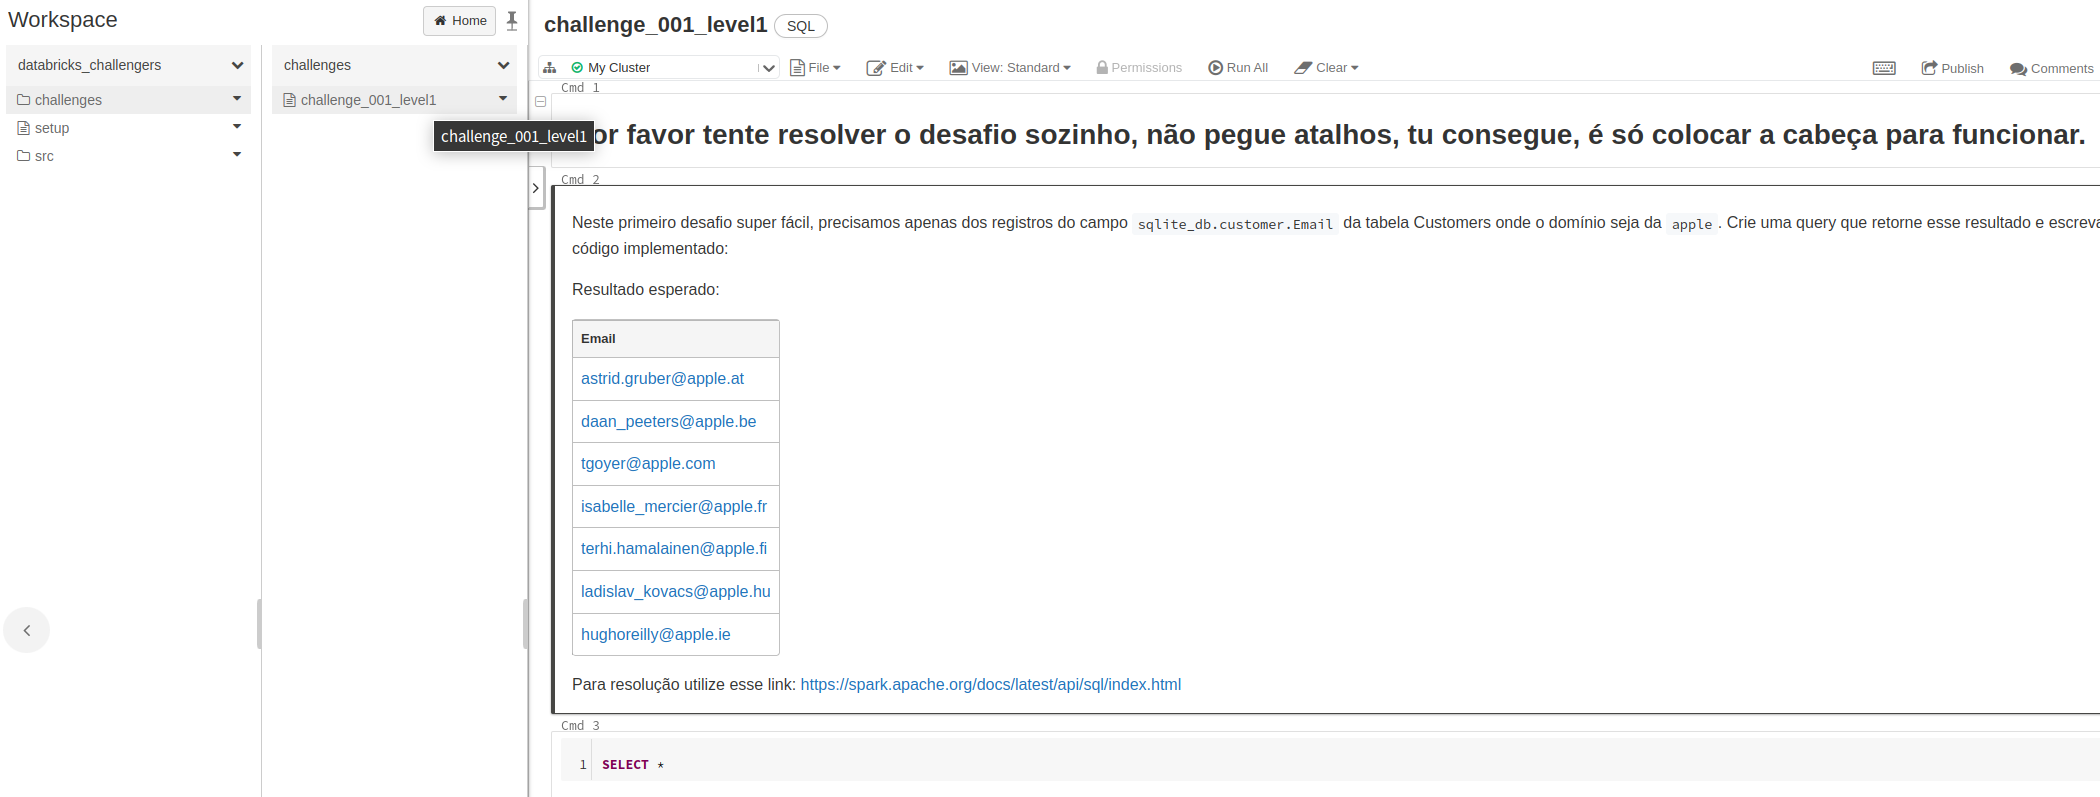 Workspace
Home
databricks_challengers
challenges
setup
src
challenges
challenge_001_level1
challenge_001_level1
challenge_001_level1 SQL
My Cluster File Edit View: Standard Permissions Run All Clear Publish Comments
Cmd 1
or favor tente resolver o desafio sozinho, não pegue atalhos, tu consegue, é só colocar a cabeça para funcionar.
Cmd 2
Neste primeiro desafio super fácil, precisamos apenas dos registros do campo sqlite_db.customer.Email da tabela Customers onde o domínio seja da apple . Crie uma query que retorne esse resultado e escreva
código implementado:
Resultado esperado:
Email
astrid.gruber@apple.at
daan_peeters@apple.be
tgoyer@apple.com
isabelle_mercier@apple.fr
terhi.hamalainen@apple.fi
ladislav_kovacs@apple.hu
hughoreilly@apple.ie
Para resolução utilize esse link: https://spark.apache.org/docs/latest/api/sql/index.html
Cmd 3
1 SELECT *